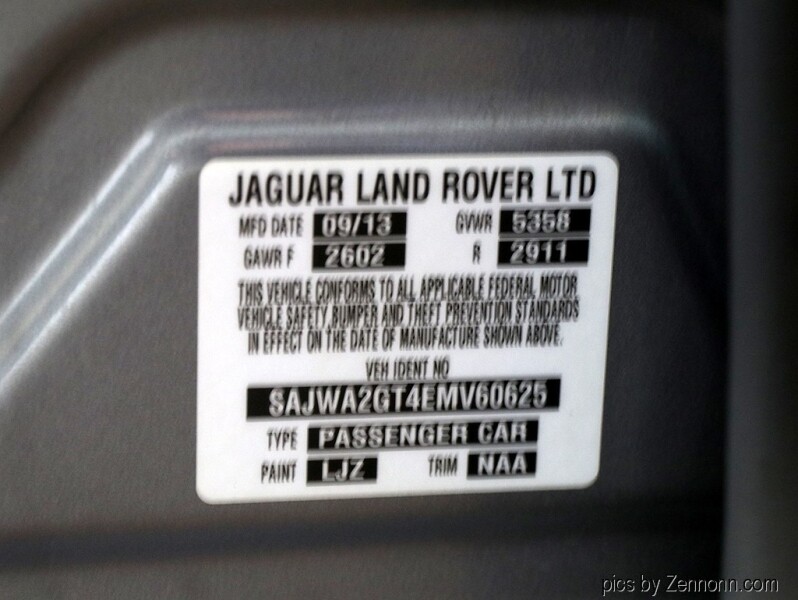 JAGUAR LAND ROVER LTD
MFD DATE 09/13 GVWR 5358
GAWR F 2602 R 2911
THIS VEHICLE CONFORMS TO ALL APPLICABLE FEDERAL MOTOR
VEHICLE SAFETY,BUMPER AND THEFT PREVENTION STANDARDS
IN EFFECT ON THE DATE OF MANUFACTURE SHOWN ABOVE.
VEH IDENT NO
SAJWA2GT4EMV60625
TYPE PASSENGER CAR
PAINT LJZ TRIM NAA
pics by Zennorin.com